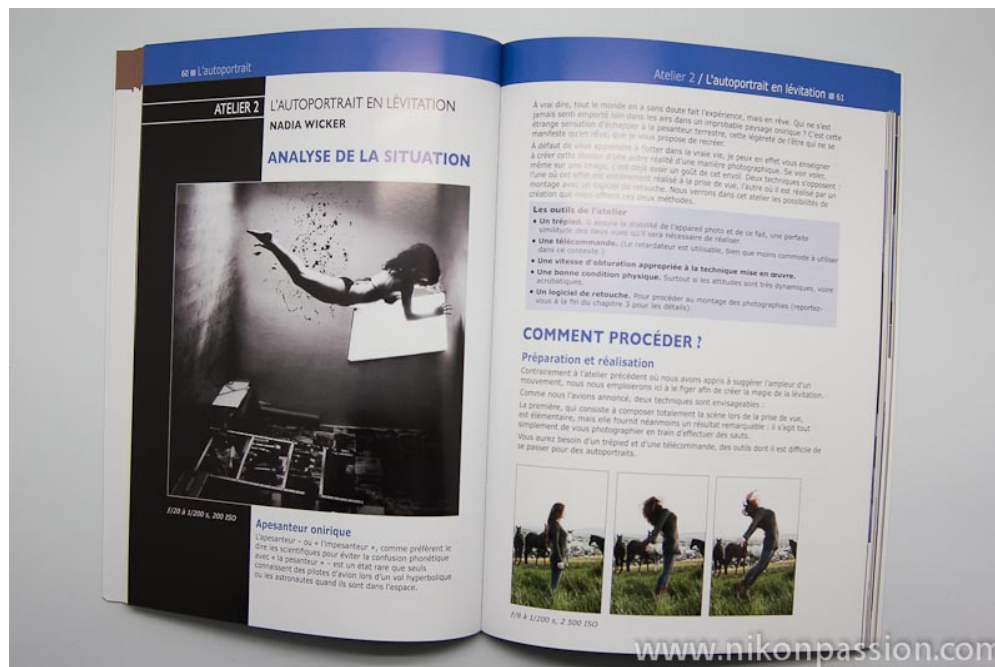 60 ■ L'autoportrait
ATELIER 2
L'AUTOPORTRAIT EN LÉVITATION
NADIA WICKER
ANALYSE DE LA SITUATION
f/20 à 1/200 s, 200 ISO
Apesanteur onirique
L'apesanteur – ou « l'impesanteur », comme préfèrent le
dire les scientifiques pour éviter la confusion phonétique
avec « la pesanteur » – est un état rare que seuls
connaissent des pilotes d'avion lors d'un vol hyperbolique
ou les astronautes quand ils sont dans l'espace.
Atelier 2 / L'autoportrait en lévitation ■ 61
À vrai dire, tout le monde en a sans doute fait l'expérience, mais en rêve. Qui ne s'est
jamais senti emporté loin dans les airs dans un improbable paysage onirique ? C'est cette
étrange sensation d'échapper à la pesanteur terrestre, cette légèreté de l'être qui ne se
manifeste qu'en rêve, que je vous propose de recréer.
À défaut de vous apprendre à flotter dans la vraie vie, je peux en effet vous enseigner
à créer cette illusion d'une autre réalité d'une manière photographique. Se voir voler,
même sur une image, c'est déjà avoir un goût de cet envol. Deux techniques s'opposent :
l'une où cet effet est entièrement réalisé à la prise de vue, l'autre où il est réalisé par un
montage avec un logiciel de retouche. Nous verrons dans cet atelier les possibilités de
création que nous offrent ces deux méthodes.
Les outils de l'atelier
• Un trépied. Il assure la stabilité de l'appareil photo et de ce fait, une parfaite
similitude des deux vues qu'il sera nécessaire de réaliser.
• Une télécommande. (Le retardateur est utilisable, bien que moins commode à utiliser
dans ce contexte.)
• Une vitesse d'obturation appropriée à la technique mise en œuvre.
• Une bonne condition physique. Surtout si les attitudes sont très dynamiques, voire
acrobatiques.
• Un logiciel de retouche. Pour procéder au montage des photographies (reportez-
vous à la fin du chapitre 3 pour les détails).
COMMENT PROCÉDER ?
Préparation et réalisation
Contrairement à l'atelier précédent où nous avons appris à suggérer l'ampleur d'un
mouvement, nous nous emploierons ici à le figer afin de créer la magie de la lévitation.
Comme nous l'avions annoncé, deux techniques sont envisageables :
La première, qui consiste à composer totalement la scène lors de la prise de vue,
est élémentaire, mais elle fournit néanmoins un résultat remarquable : il s'agit tout
simplement de vous photographier en train d'effectuer des sauts.
Vous aurez besoin d'un trépied et d'une télécommande, des outils dont il est difficile de
se passer pour des autoportraits.
f/8 à 1/200 s, 2 500 ISO
www.nikonpassion.com